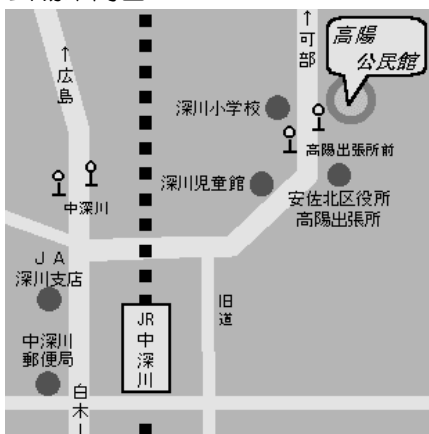 ↑広島
↑可部
高陽
公民館
深川小学校
高陽出張所前
深川児童館
安佐北区役所
高陽出張所
中深川
JA
深川支店
旧道
JR中深川
中深川
郵便局
白木